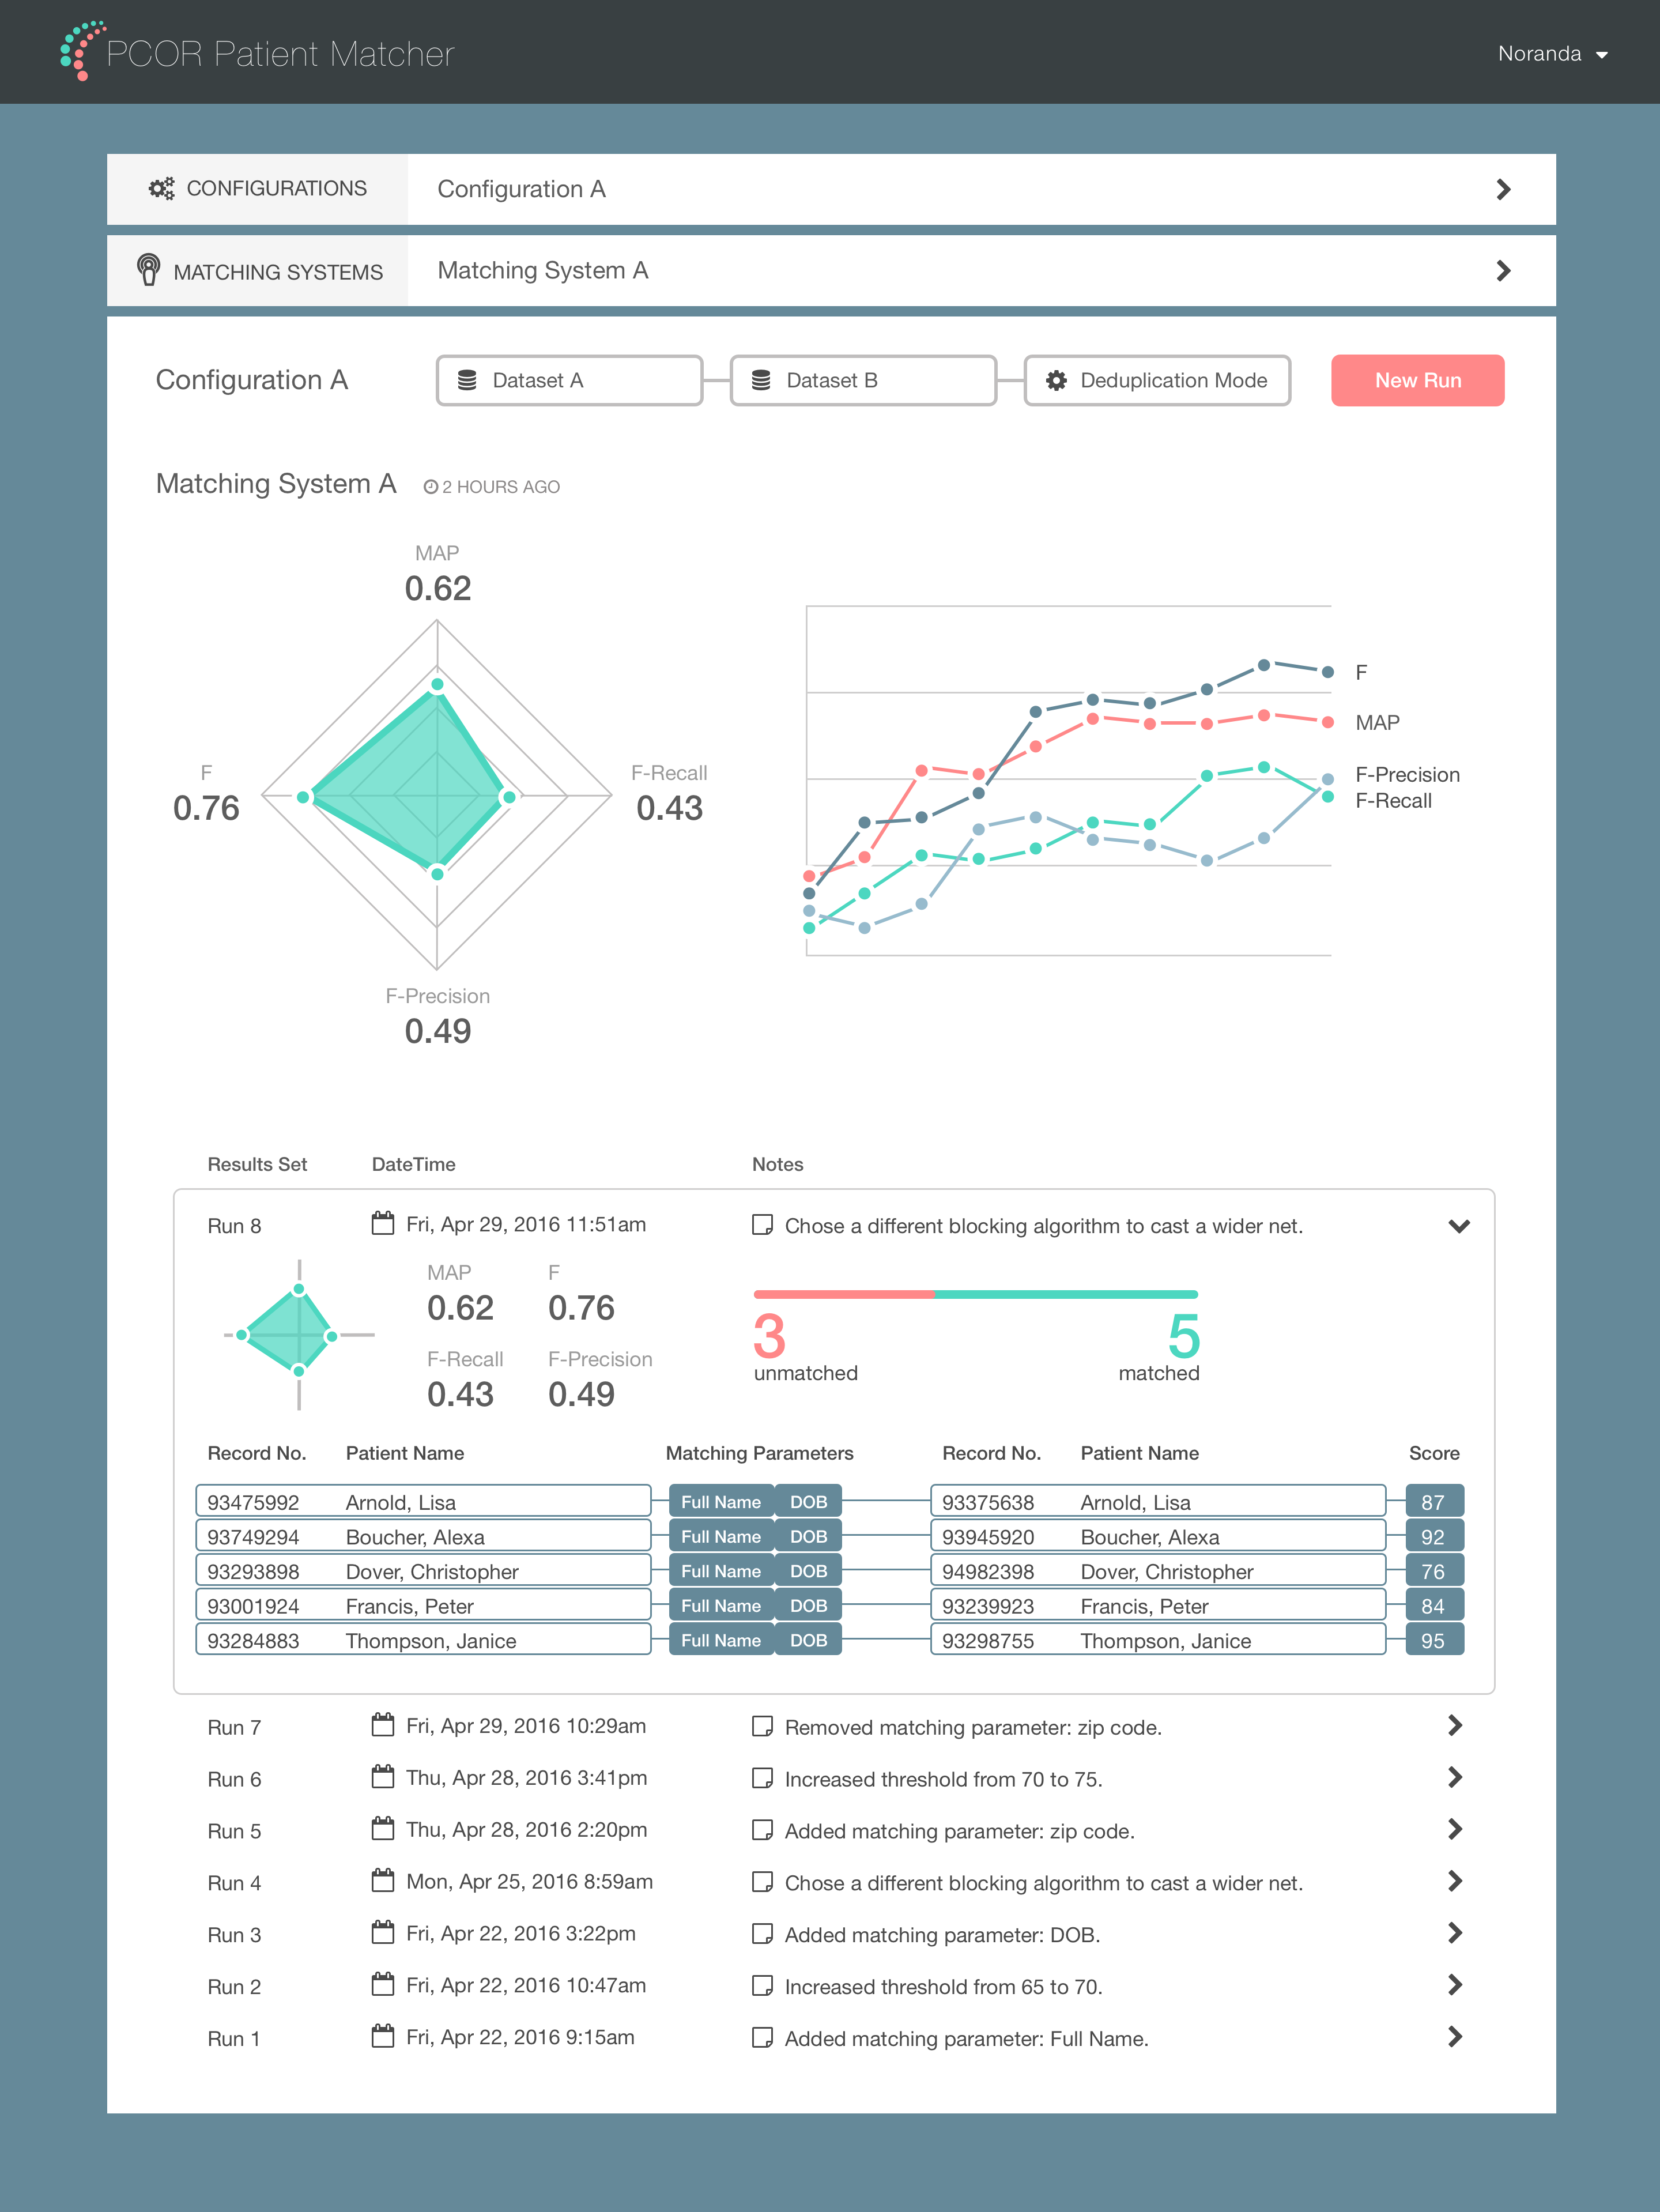 PCOR Patient Matcher
Noranda
CONFIGURATIONS Configuration A
MATCHING SYSTEMS Matching System A
Configuration A Dataset A Dataset B Deduplication Mode New Run
Matching System A 2 HOURS AGO
MAP
0.62
F
0.76
F-Recall
0.43
F-Precision
0.49
F
MAP
F-Precision
F-Recall
Results Set DateTime Notes
Run 8 Fri, Apr 29, 2016 11:51am Chose a different blocking algorithm to cast a wider net.
MAP F
0.62 0.76
F-Recall F-Precision
0.43 0.49
3 5
unmatched matched
Record No. Patient Name Matching Parameters Record No. Patient Name Score
93475992 Arnold, Lisa Full Name DOB 93375638 Arnold, Lisa 87
93749294 Boucher, Alexa Full Name DOB 93945920 Boucher, Alexa 92
93293898 Dover, Christopher Full Name DOB 94982398 Dover, Christopher 76
93001924 Francis, Peter Full Name DOB 93239923 Francis, Peter 84
93284883 Thompson, Janice Full Name DOB 93298755 Thompson, Janice 95
Run 7 Fri, Apr 29, 2016 10:29am Removed matching parameter: zip code.
Run 6 Thu, Apr 28, 2016 3:41pm Increased threshold from 70 to 75.
Run 5 Thu, Apr 28, 2016 2:20pm Added matching parameter: zip code.
Run 4 Mon, Apr 25, 2016 8:59am Chose a different blocking algorithm to cast a wider net.
Run 3 Fri, Apr 22, 2016 3:22pm Added matching parameter: DOB.
Run 2 Fri, Apr 22, 2016 10:47am Increased threshold from 65 to 70.
Run 1 Fri, Apr 22, 2016 9:15am Added matching parameter: Full Name.